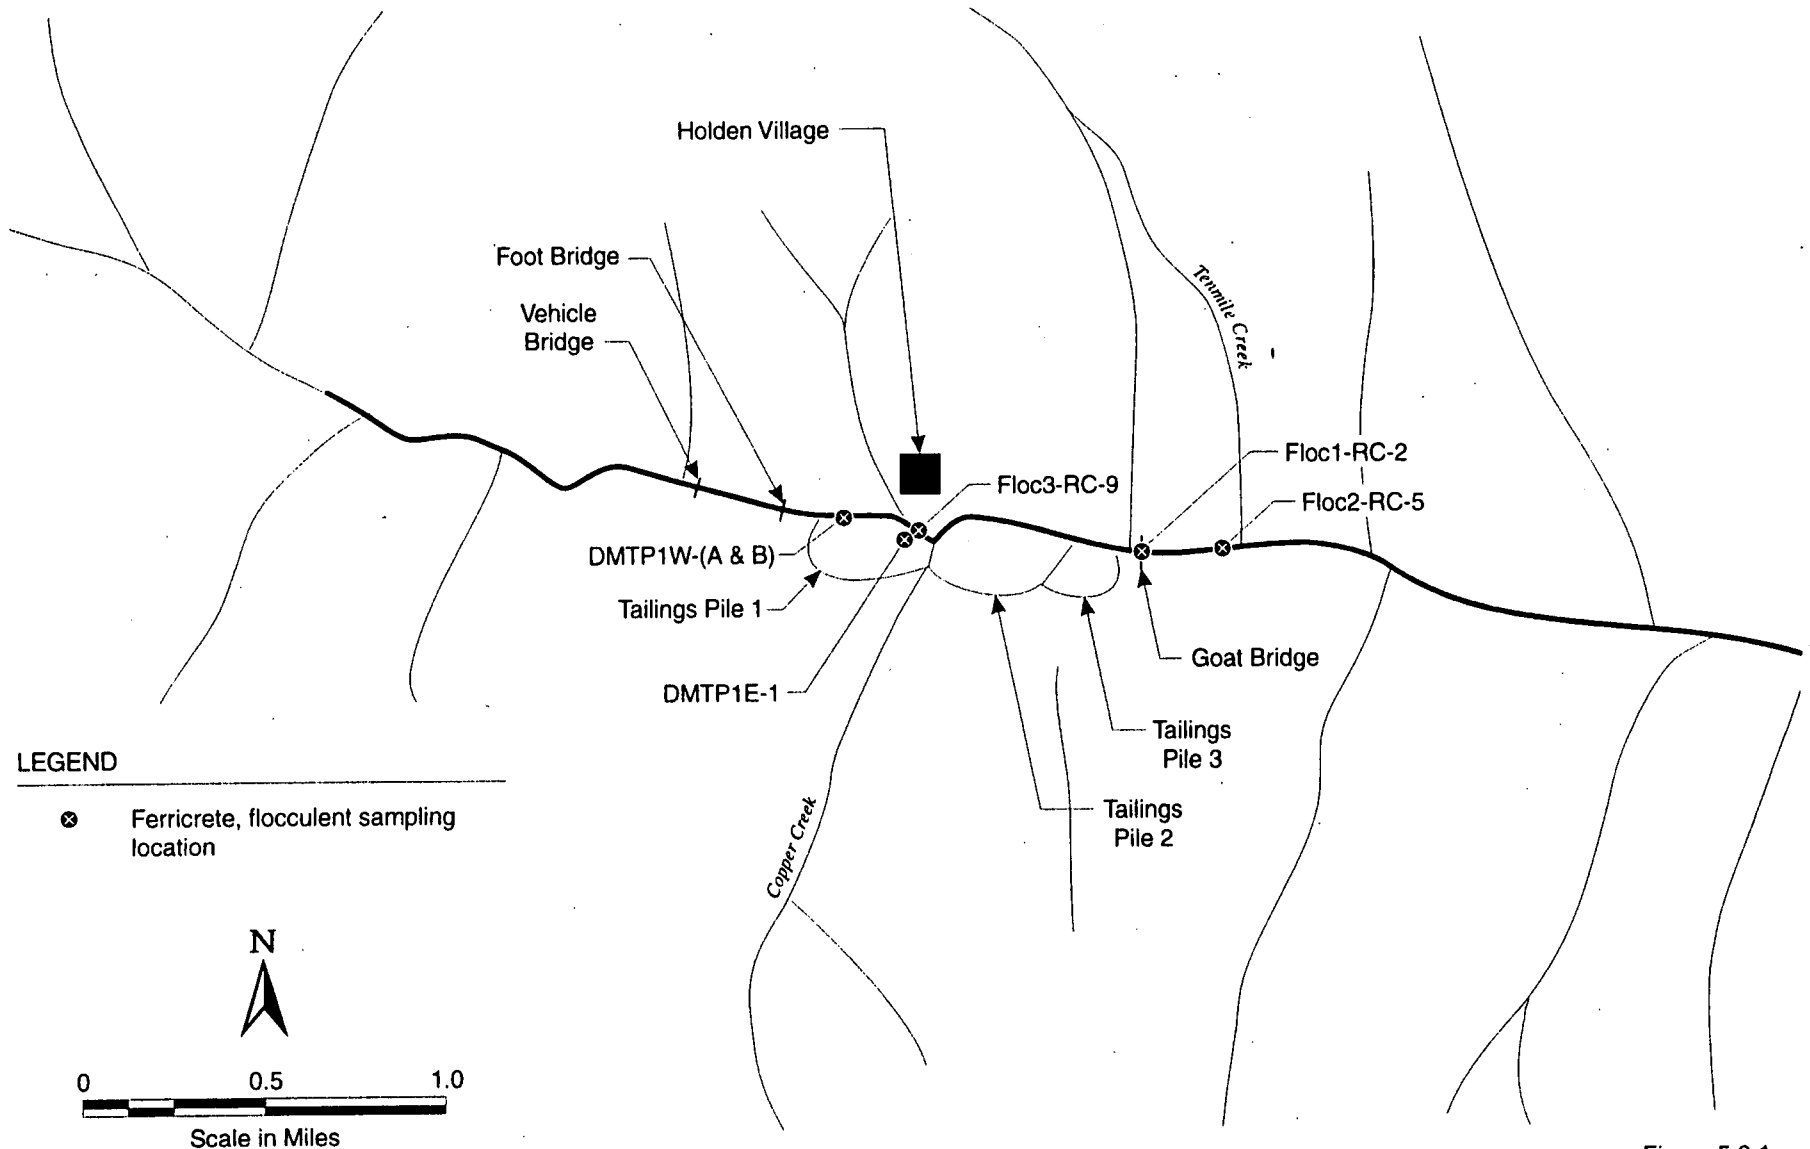 Holden Village
Foot Bridge
Vehicle
Bridge
Tenmile Creek
Floc1-RC-2
Floc3-RC-9
Floc2-RC-5
DMTP1W-(A & B)
Tailings Pile 1
Goat Bridge
DMTP1E-1
Tailings
Pile 3
Tailings
Pile 2
Copper Creek
LEGEND
Ferricrete, flocculent sampling
location
N
0 0.5 1.0
Scale in Miles